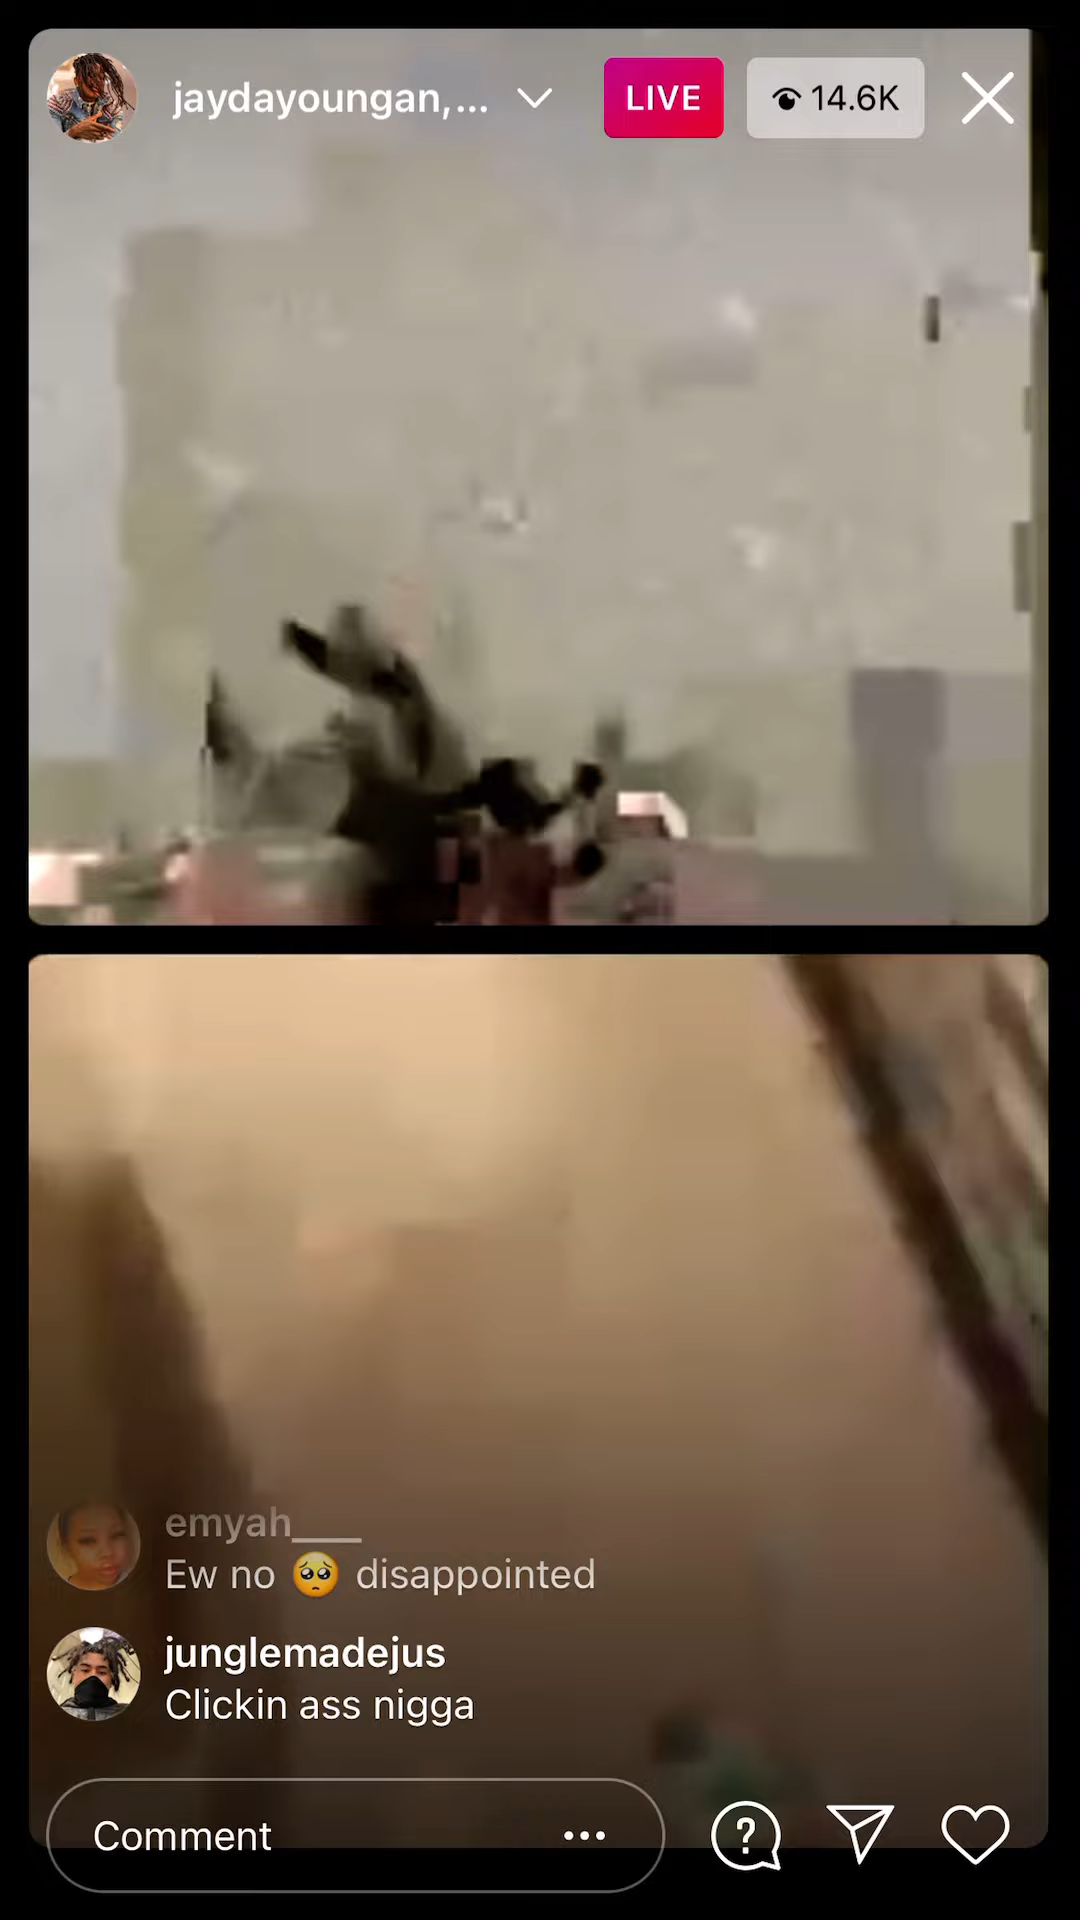 jaydayoungan,...
LIVE
14.6K
emyah___
Ew no 🥺 disappointed
junglemadejus
Clickin ass nigga
Comment